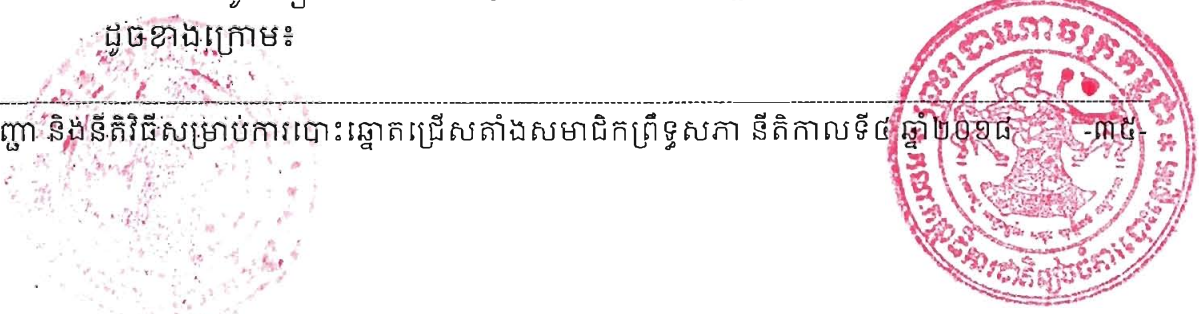 ដូចខាងក្រោម៖
ញ្ជា និងនីតិវិធីសម្រាប់ការបោះឆ្នោតជ្រើសតាំងសមាជិកព្រឹទ្ធសភា នីតិកាលទី៤ ឆ្នាំ២០១៨ -៣៥-